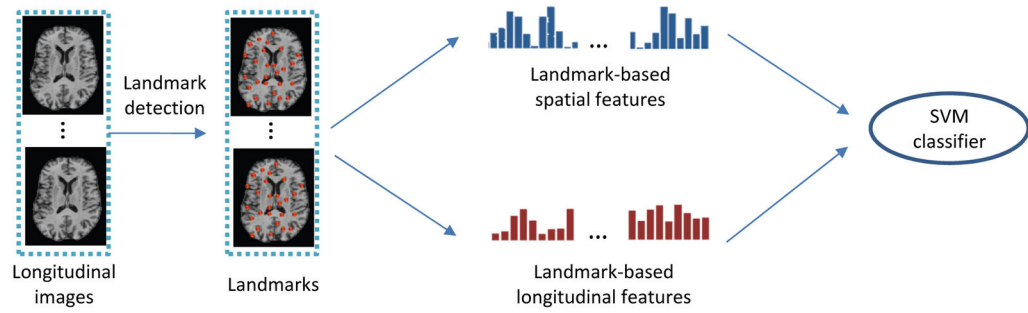 Landmark
detection
Longitudinal
images
Landmarks
...
Landmark-based
spatial features
...
Landmark-based
longitudinal features
SVM
classifier